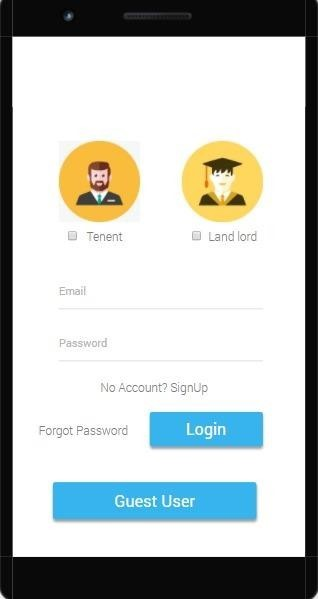 Tenent
Land lord
Email
Password
No Account? SignUp
Forgot Password
Login
Guest User